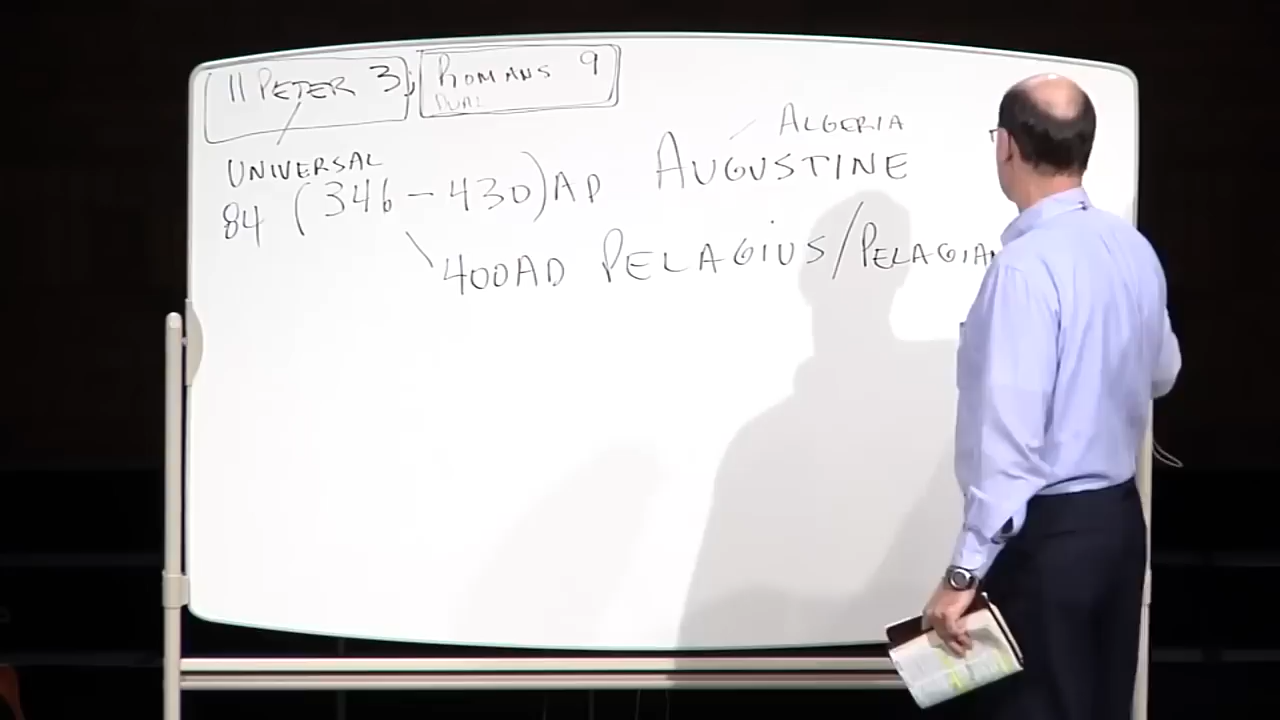 II PETER 3; ROMANS 9
DUAL
UNIVERSAL
ALGERIA
84 (346 - 430) AD AUGUSTINE
400AD PELAGIUS/PELAGIAN